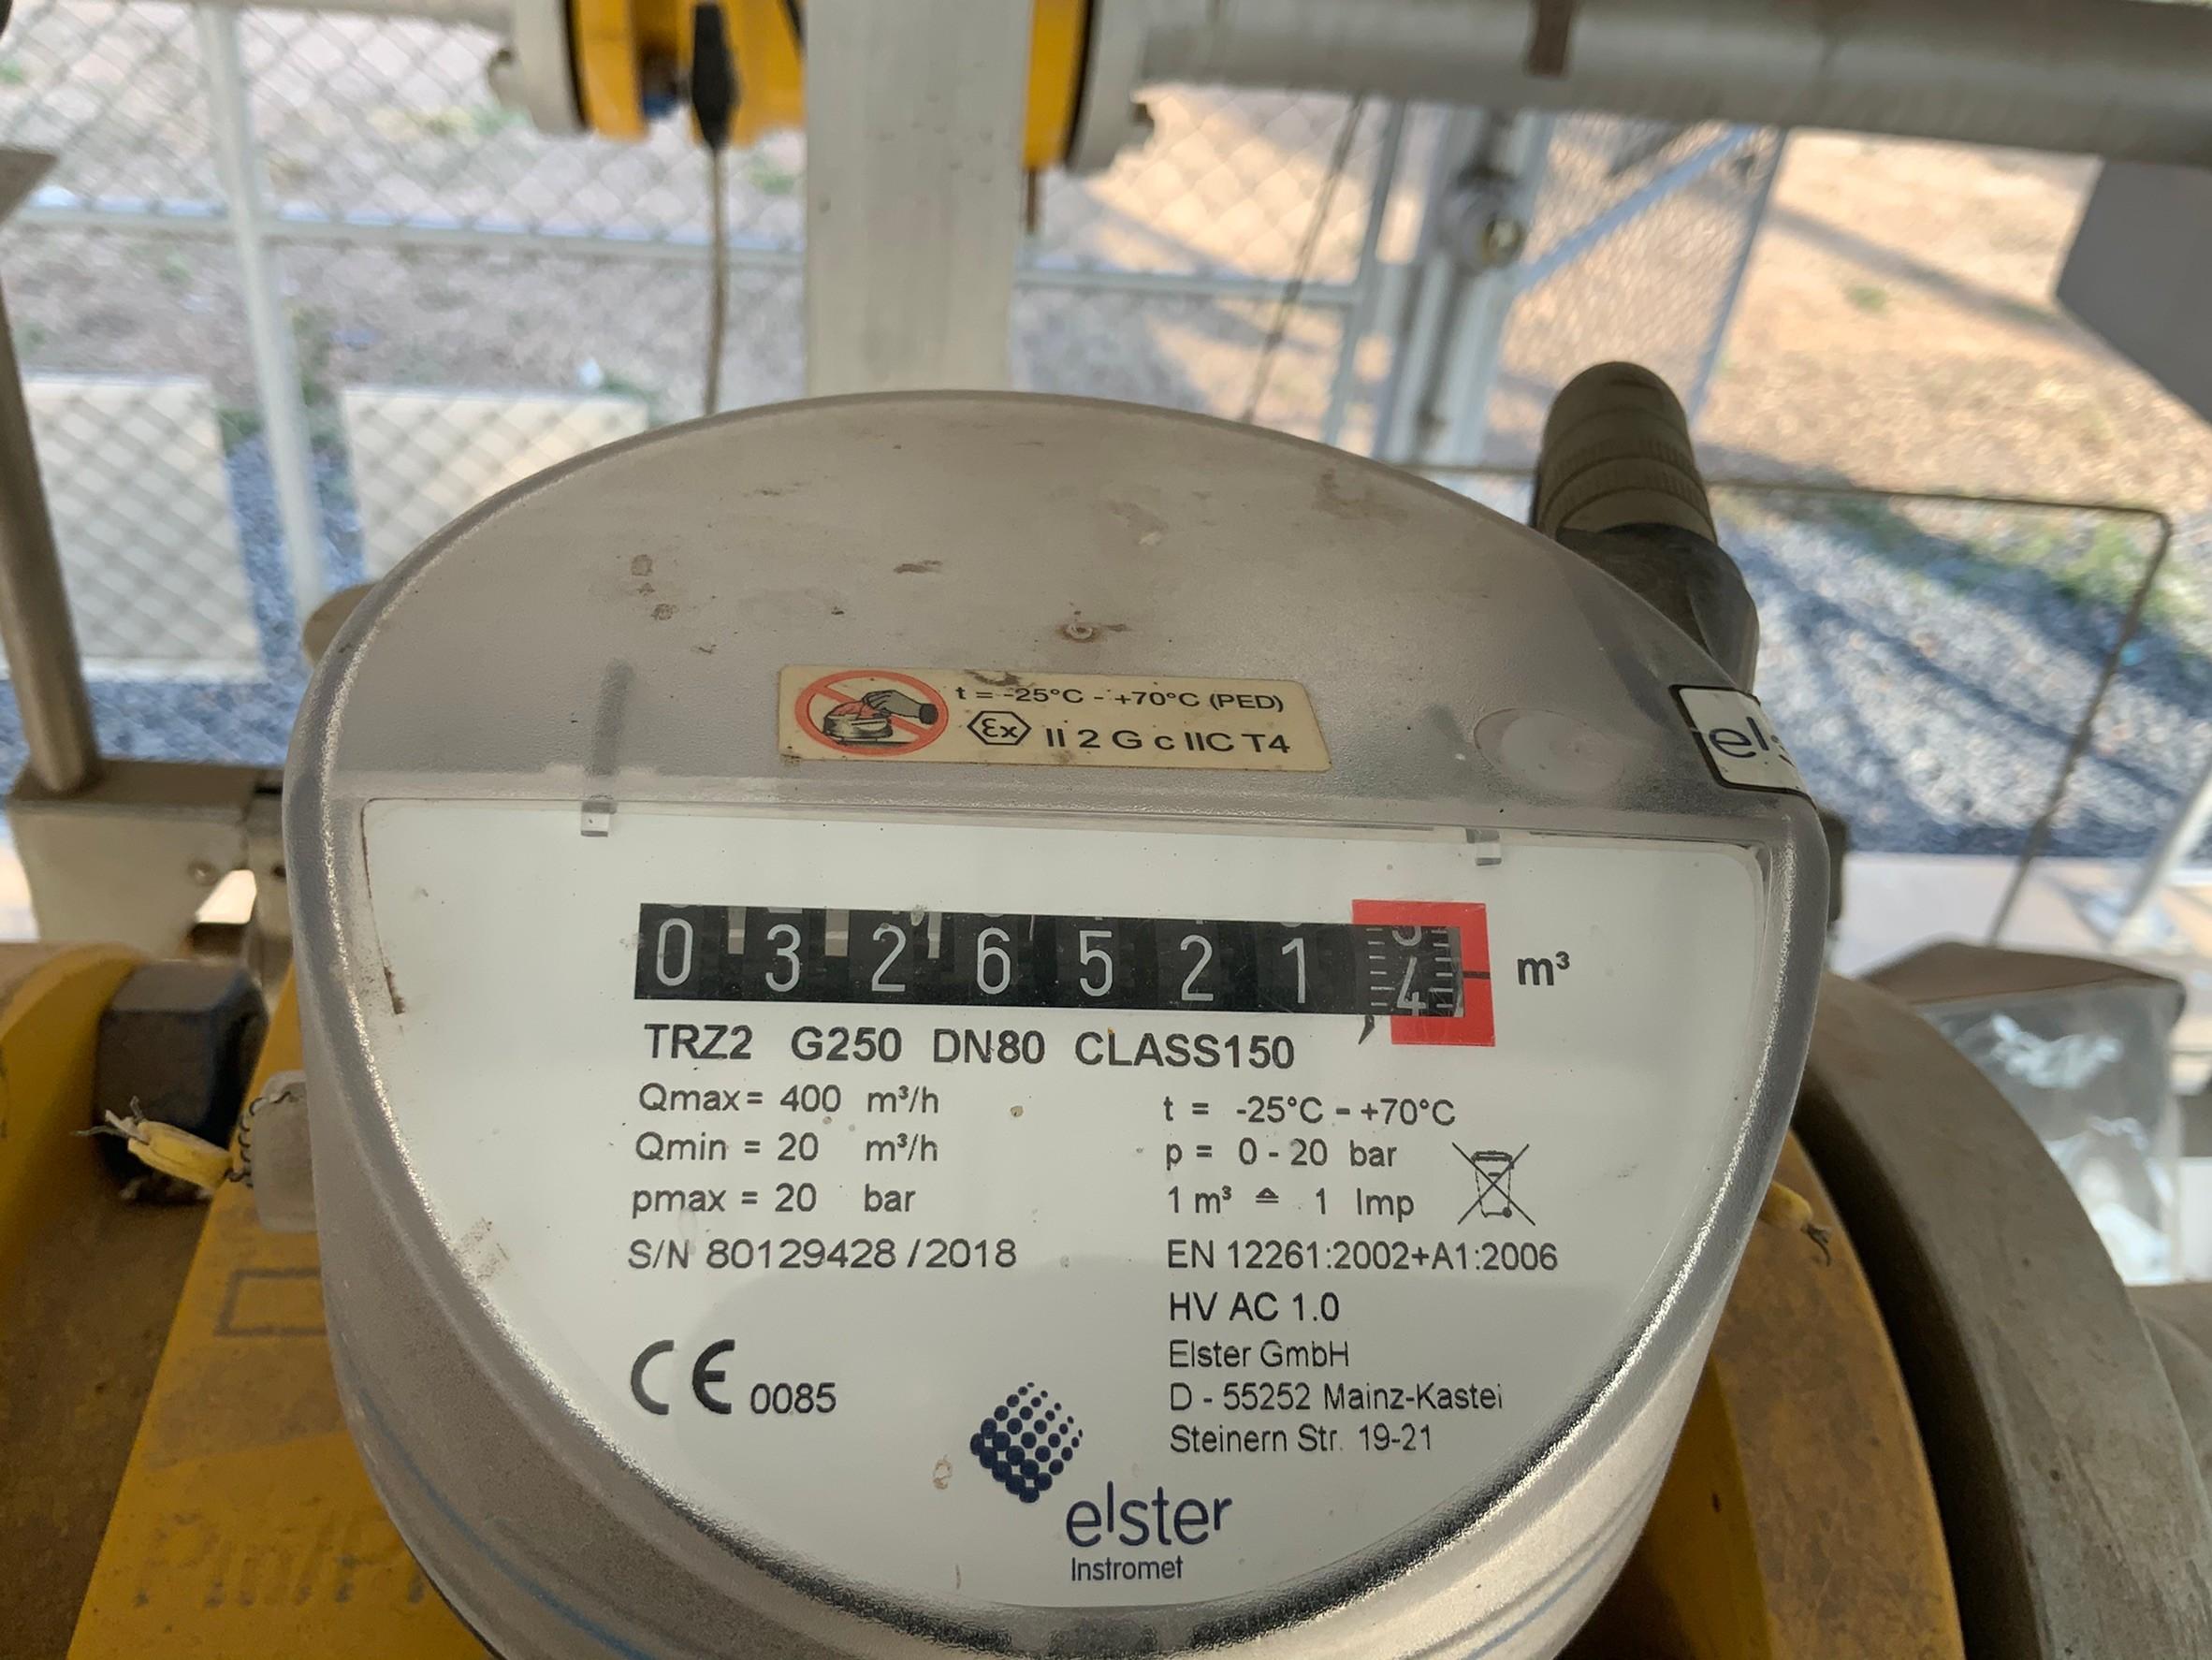 t = -25°C - +70°C (PED)
Ex II 2 G c IIC T4
0 3 2 6 5 2 1 , 4 m³
TRZ2 G250 DN80 CLASS150
Qmax = 400 m³/h
Qmin = 20 m³/h
pmax = 20 bar
S/N 80129428 / 2018
t = -25°C - +70°C
p = 0 - 20 bar
1 m³ ≙ 1 Imp
EN 12261:2002+A1:2006
HV AC 1.0
Elster GmbH
D - 55252 Mainz-Kastel
Steinern Str. 19-21
CE 0085
elster
Instromet